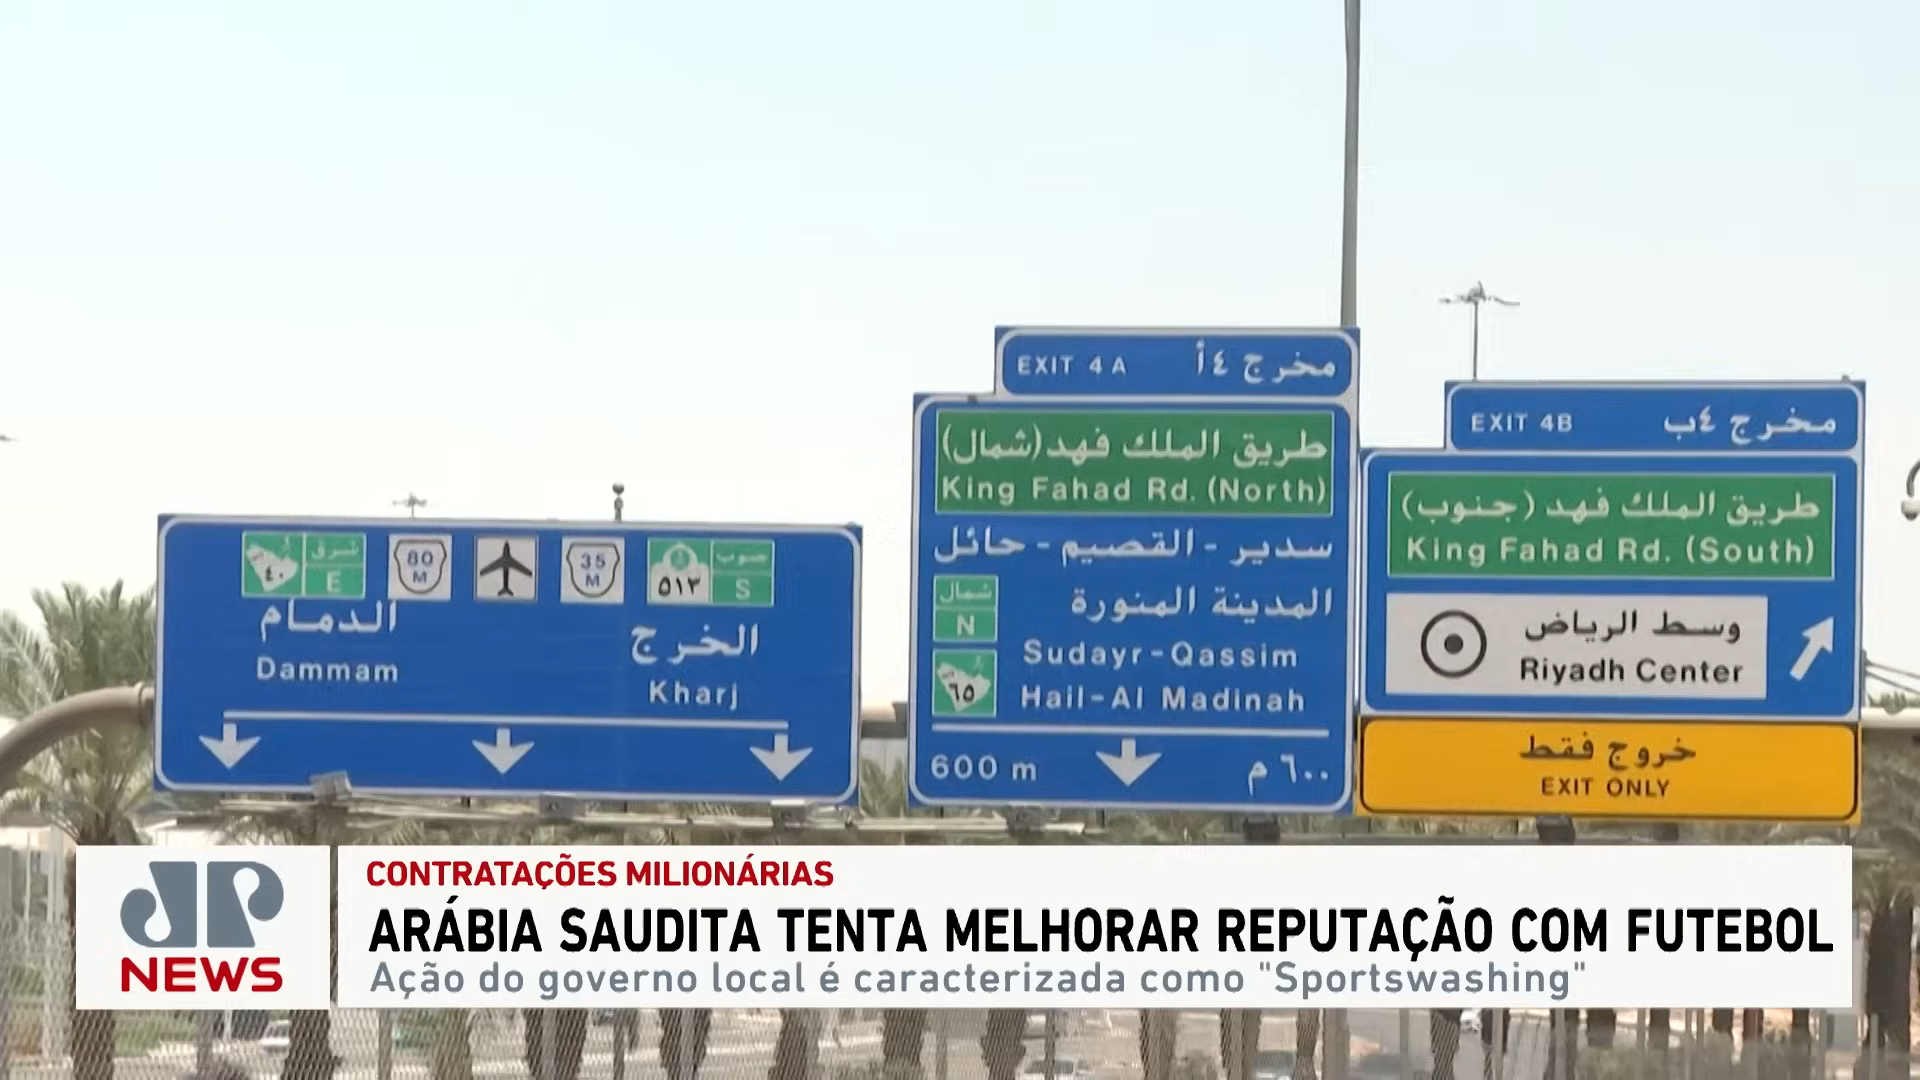 شرق
E
٤٠
80
M
35
M
٥١٣
جنوب
S
الدمام
Dammam
الخرج
Kharj
EXIT 4 A
مخرج ٤أ
طريق الملك فهد (شمال)
King Fahad Rd. (North)
سدير - القصيم - حائل
المدينة المنورة
شمال
N
٦٥
Sudayr-Qassim
Hail-Al Madinah
600 m
٦٠٠ م
EXIT 4B
مخرج ٤ب
طريق الملك فهد (جنوب)
King Fahad Rd. (South)
وسط الرياض
Riyadh Center
خروج فقط
EXIT ONLY
JP
NEWS
CONTRATAÇÕES MILIONÁRIAS
ARÁBIA SAUDITA TENTA MELHORAR REPUTAÇÃO COM FUTEBOL
Ação do governo local é caracterizada como "Sportswashing"